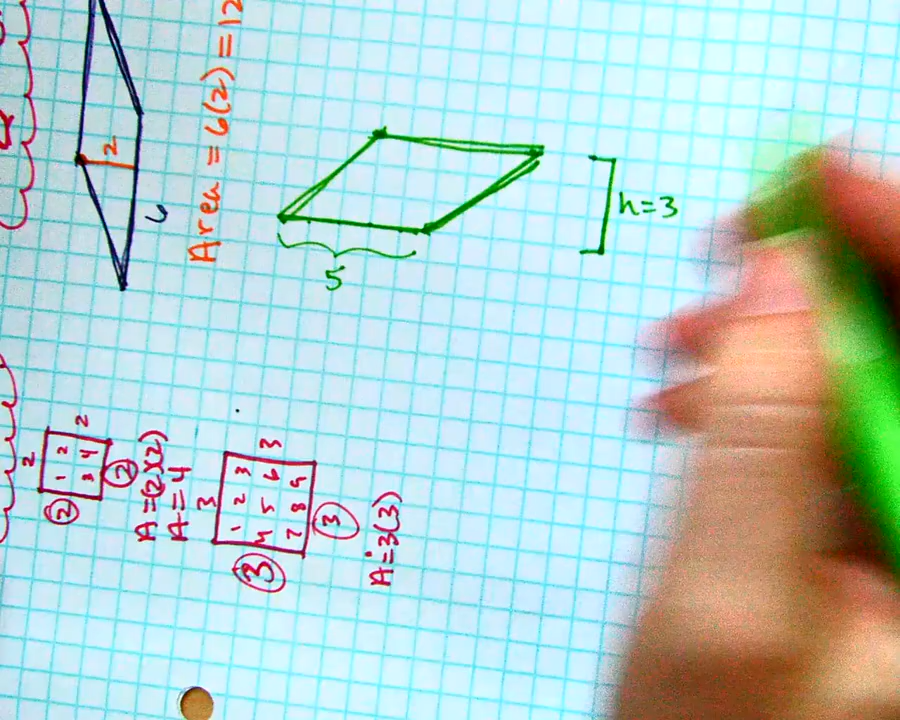 2
6
Area = 6(2) = 12
5
h=3
2
2
1 2
3 4
2
2
A=(2)(2)
A=4
3
3
1 2 3
4 5 6
7 8 9
3
3
A=3(3)